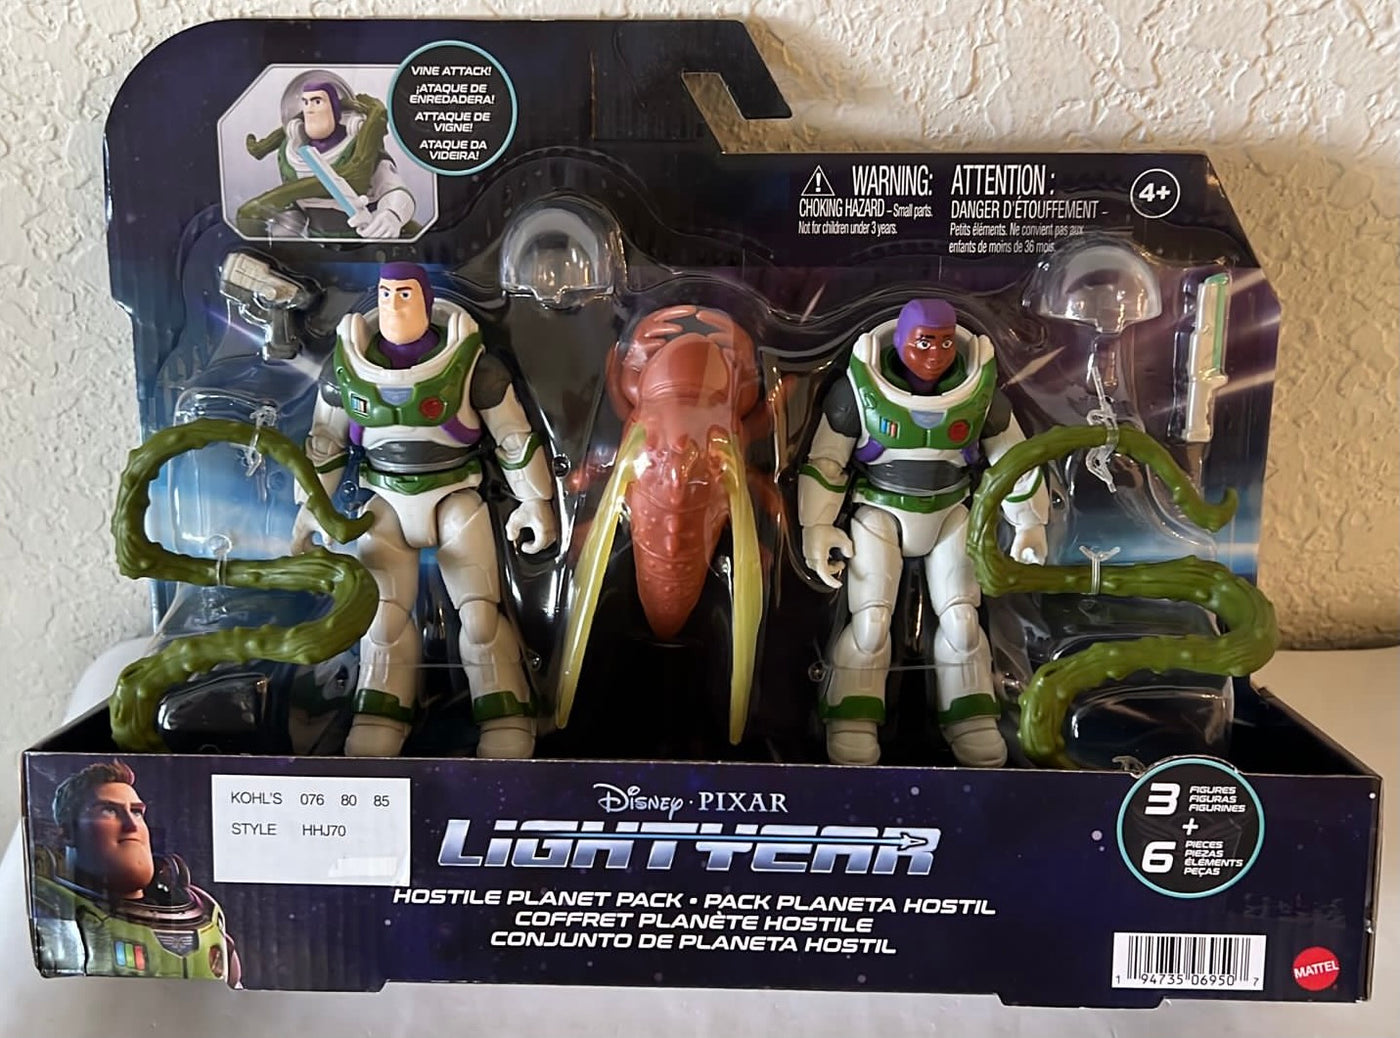 VINE ATTACK!
¡ATAQUE DE
ENREDADERA!
ATTAQUE DE
VIGNE!
ATAQUE DA
VIDEIRA!
WARNING:
CHOKING HAZARD – Small parts.
Not for children under 3 years.
ATTENTION :
DANGER D'ÉTOUFFEMENT –
Petits éléments. Ne convient pas aux
enfants de moins de 36 mois.
4+
KOHL'S 076 80 85
STYLE HHJ70
Disney · PIXAR
LIGHTYEAR
HOSTILE PLANET PACK • PACK PLANETA HOSTIL
COFFRET PLANÈTE HOSTILE
CONJUNTO DE PLANETA HOSTIL
3 FIGURES
FIGURAS
FIGURINES
+
6 PIECES
PIEZAS
ÉLÉMENTS
PEÇAS
1 94735 06950 7
MATTEL